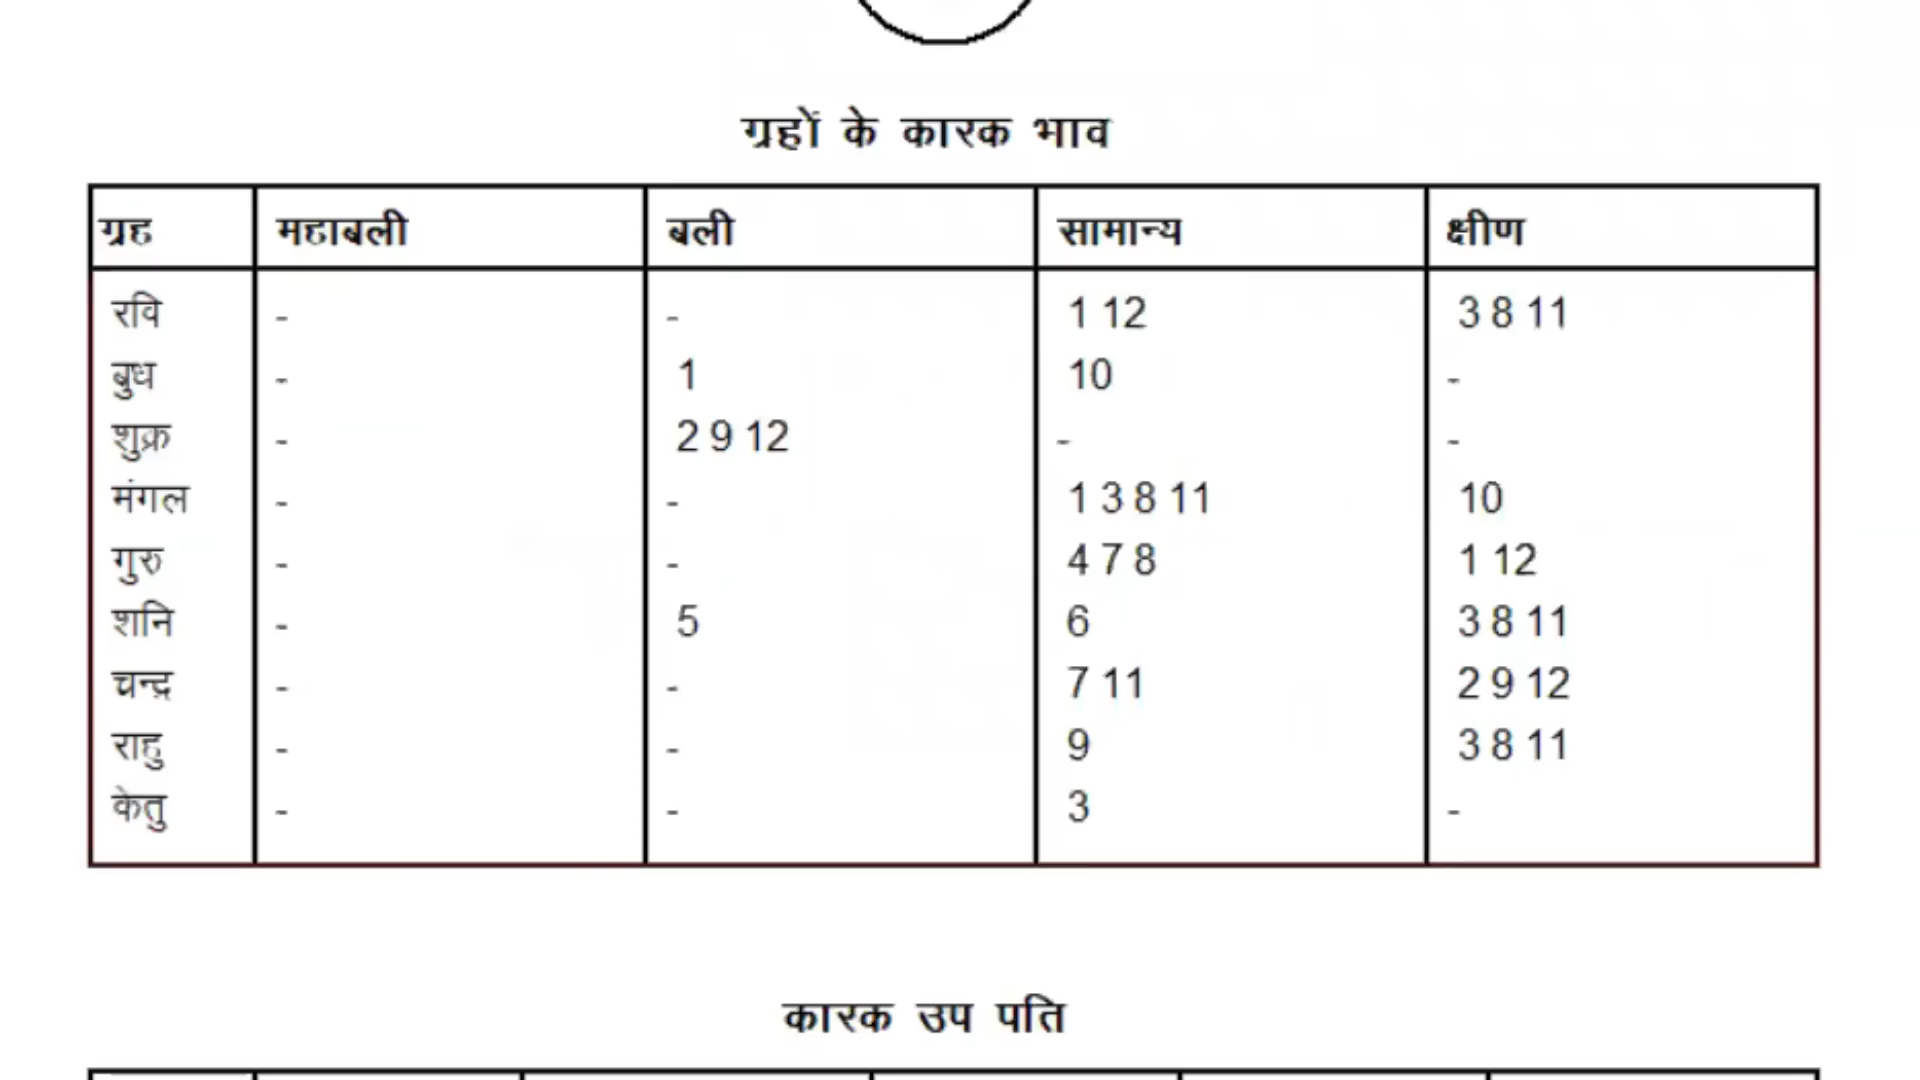 ग्रहों के कारक भाव
ग्रह महाबली बली सामान्य क्षीण
रवि - - 1 12 3 8 11
बुध - 1 10 -
शुक्र - 2 9 12 - -
मंगल - - 1 3 8 11 10
गुरु - - 4 7 8 1 12
शनि - 5 6 3 8 11
चन्द्र - - 7 11 2 9 12
राहु - - 9 3 8 11
केतु - - 3 -
कारक उप पति